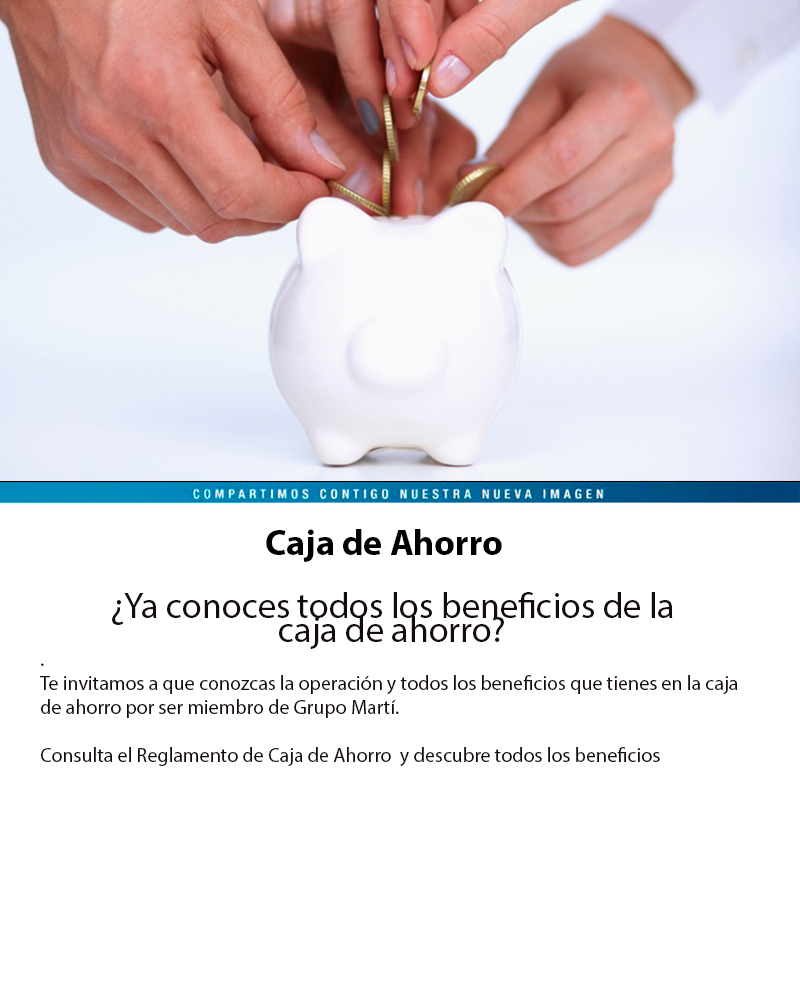 COMPARTIMOS CONTIGO NUESTRA NUEVA IMAGEN
Caja de Ahorro
¿Ya conoces todos los beneficios de la
caja de ahorro?
.
Te invitamos a que conozcas la operación y todos los beneficios que tienes en la caja
de ahorro por ser miembro de Grupo Martí.
Consulta el Reglamento de Caja de Ahorro  y descubre todos los beneficios